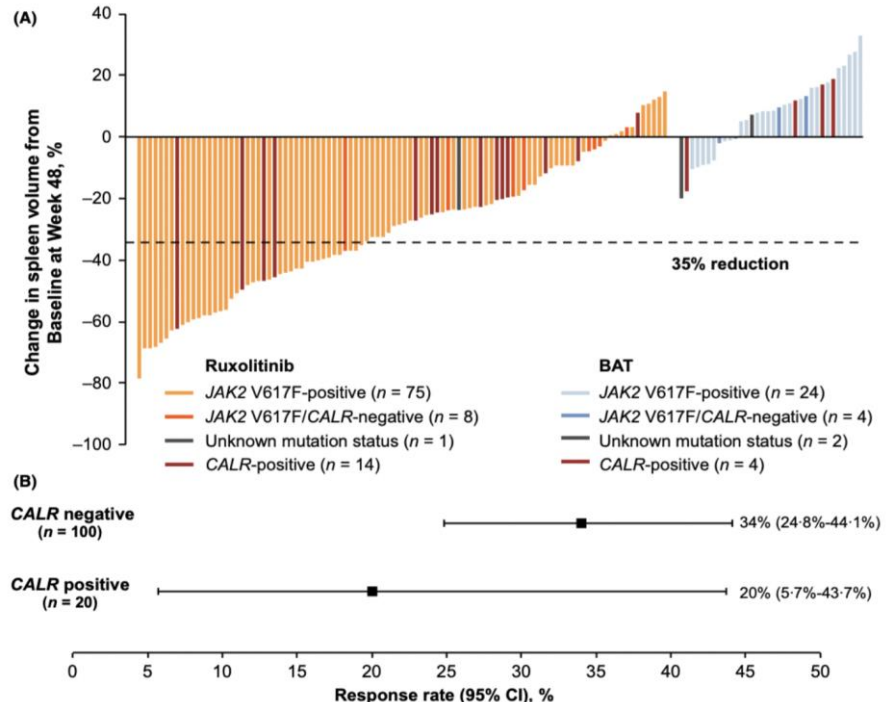 (A)
Change in spleen volume from
Baseline at Week 48, %
40
20
0
−20
−40
−60
−80
−100
35% reduction
Ruxolitinib
JAK2 V617F-positive (n = 75)
JAK2 V617F/CALR-negative (n = 8)
Unknown mutation status (n = 1)
CALR-positive (n = 14)
BAT
JAK2 V617F-positive (n = 24)
JAK2 V617F/CALR-negative (n = 4)
Unknown mutation status (n = 2)
CALR-positive (n = 4)
(B)
CALR negative
(n = 100)
34% (24·8%-44·1%)
CALR positive
(n = 20)
20% (5·7%-43·7%)
0 5 10 15 20 25 30 35 40 45 50
Response rate (95% CI), %